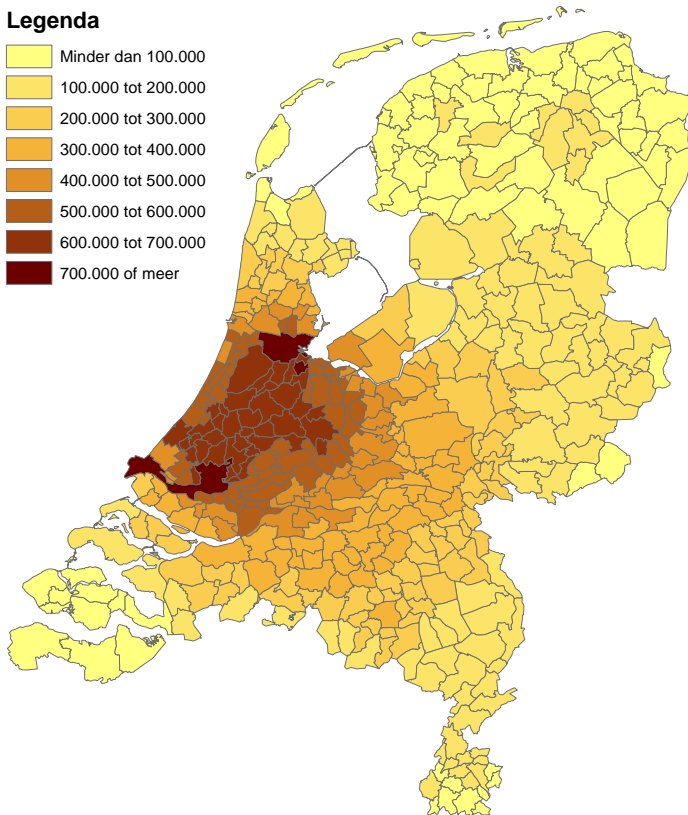 Legenda
Minder dan 100.000
100.000 tot 200.000
200.000 tot 300.000
300.000 tot 400.000
400.000 tot 500.000
500.000 tot 600.000
600.000 tot 700.000
700.000 of meer